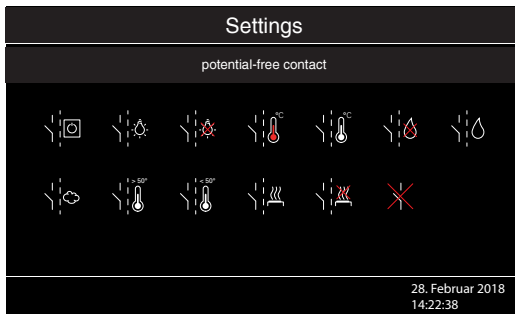 Settings
potential-free contact
°C °C
> 50° < 50°
28. Februar 2018
14:22:38